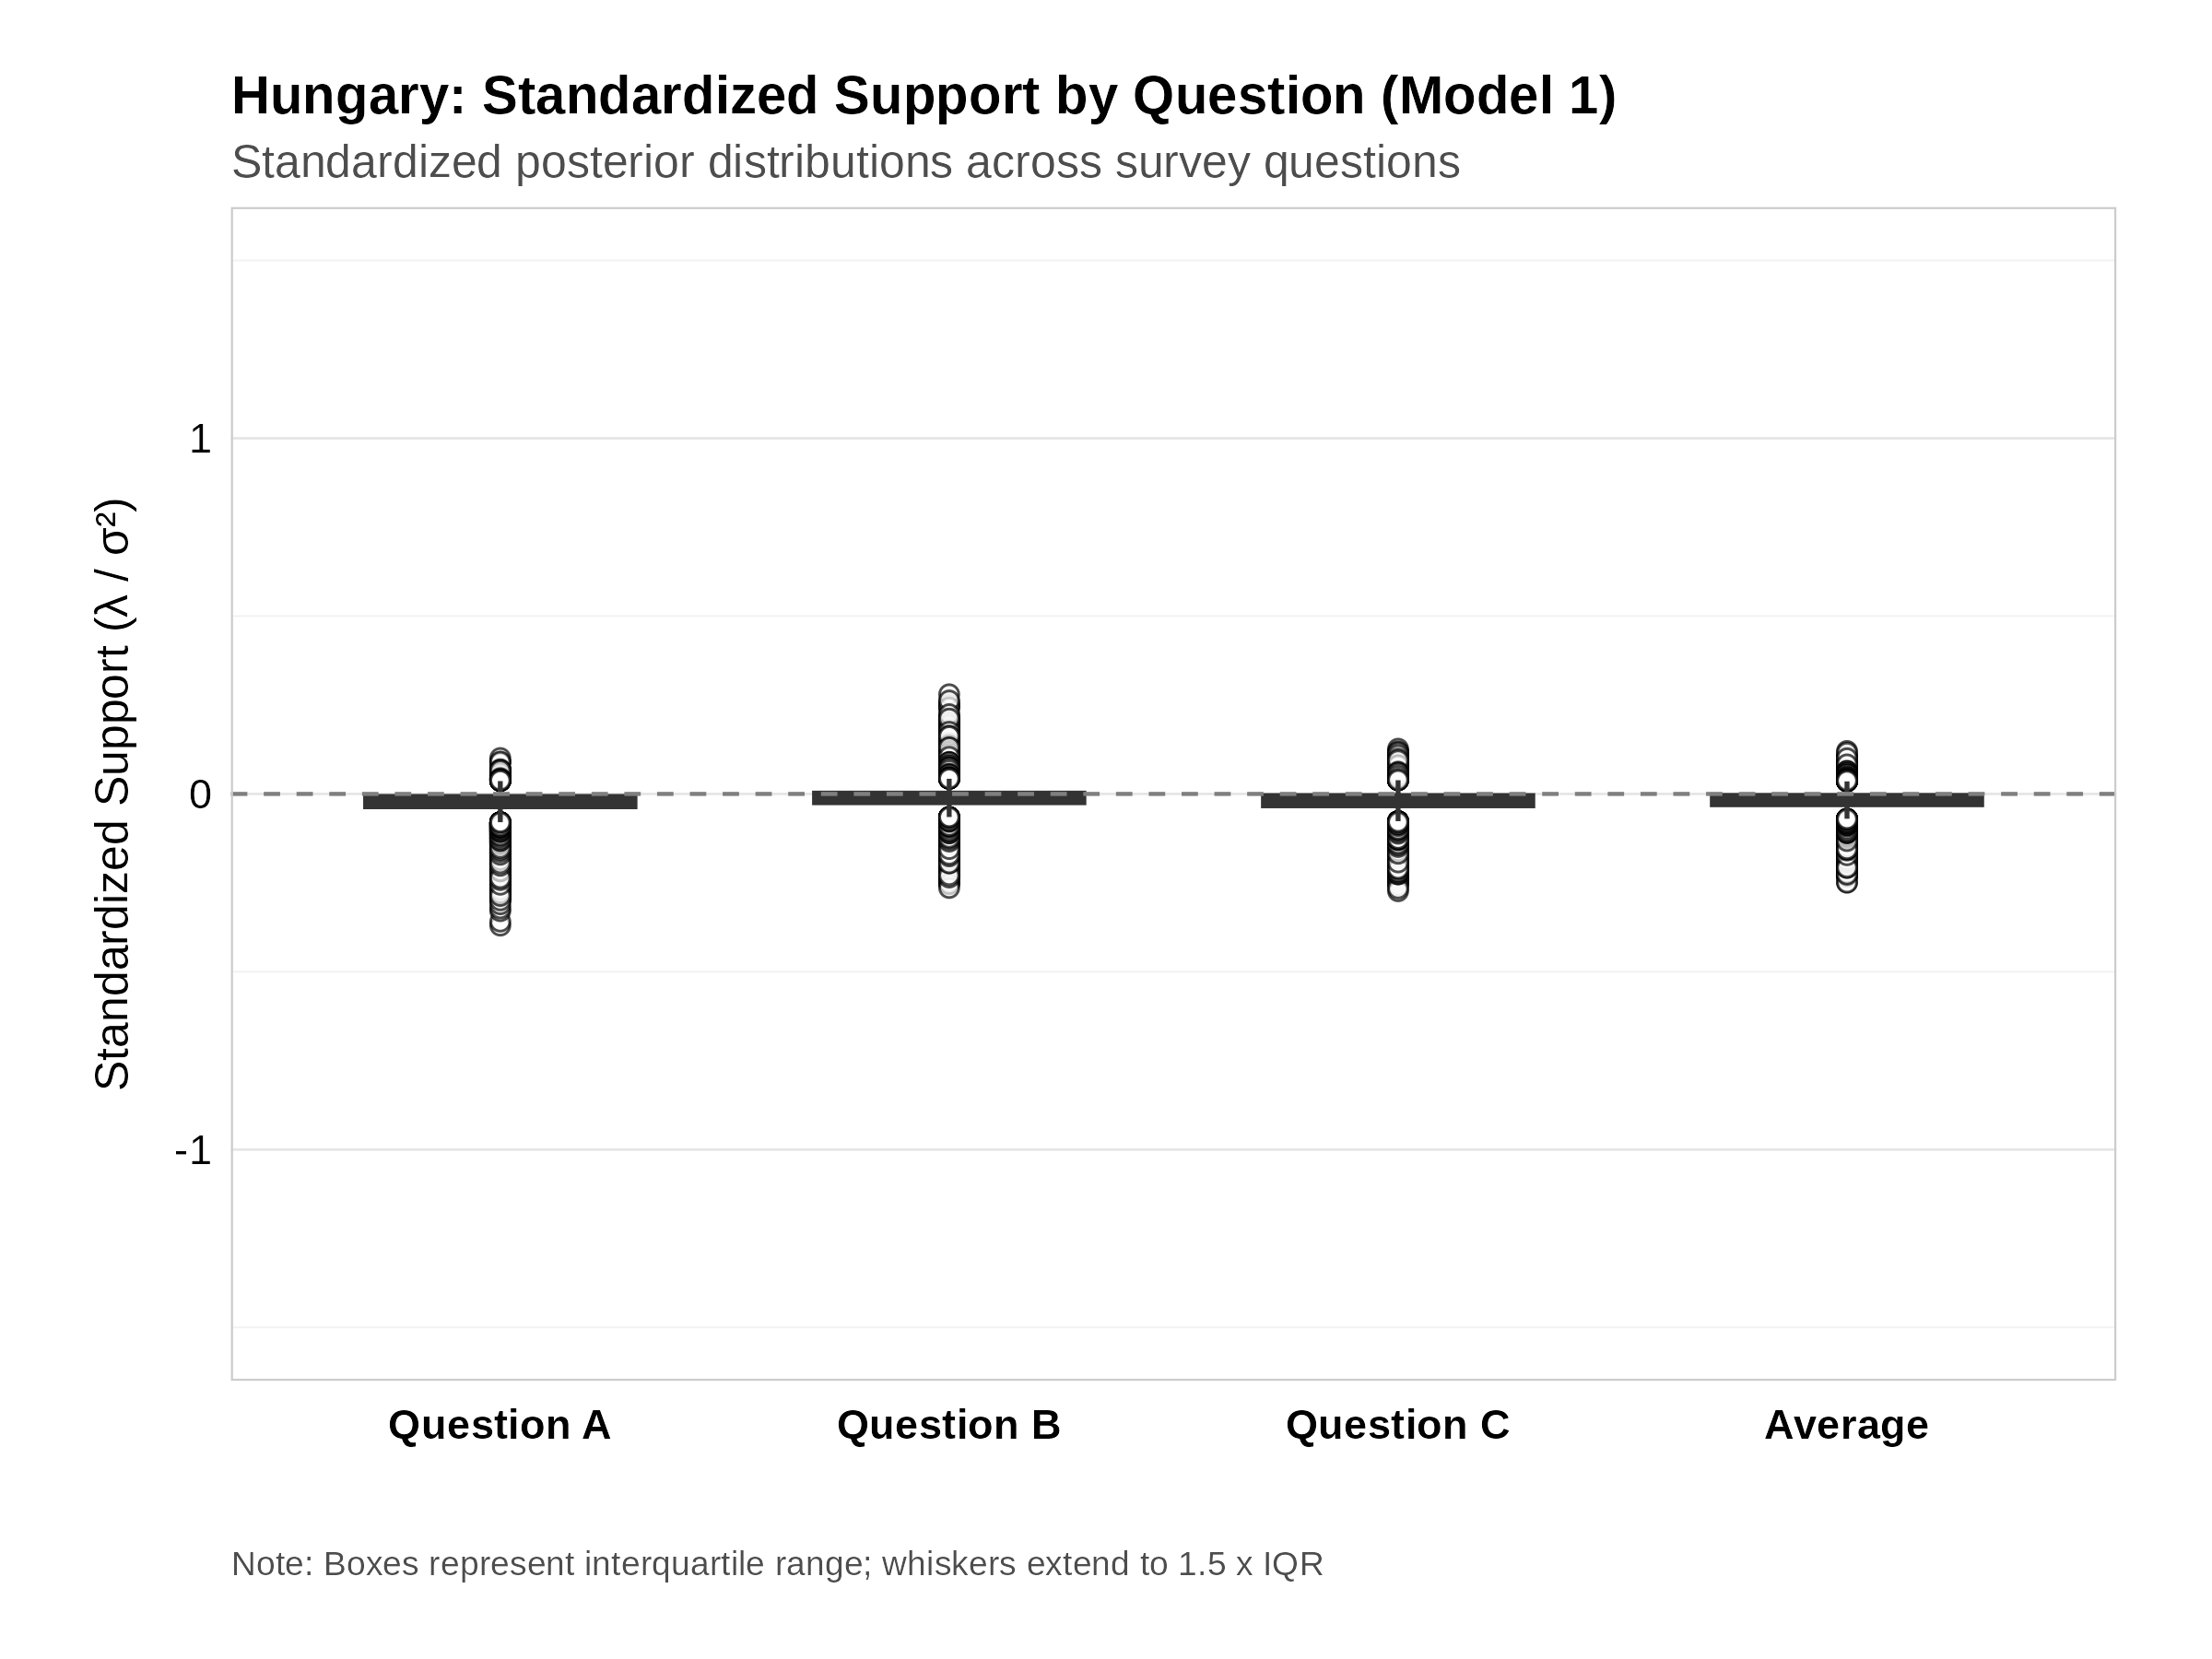 Hungary: Standardized Support by Question (Model 1)
Standardized posterior distributions across survey questions
Standardized Support (λ / σ²)
1
0
-1
Question A
Question B
Question C
Average
Note: Boxes represent interquartile range; whiskers extend to 1.5 x IQR